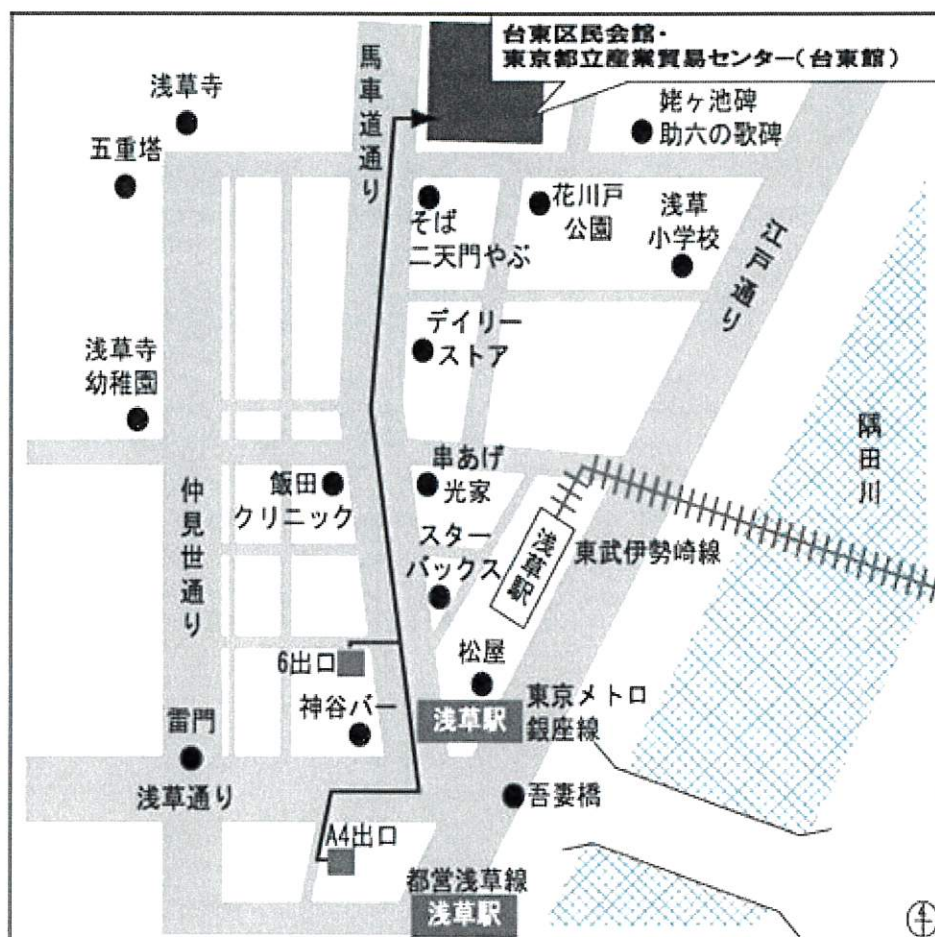 台東区民会館・
東京都立産業貿易センター(台東館)
馬車道通り
浅草寺
五重塔
姥ヶ池碑
助六の歌碑
そば
二天門やぶ
花川戸
公園
浅草
小学校
江戸通り
デイリー
ストア
浅草寺
幼稚園
隅田川
仲見世通り
飯田
クリニック
串あげ
光家
スター
バックス
浅草駅
東武伊勢崎線
6出口
松屋
神谷バー
浅草駅
東京メトロ
銀座線
雷門
浅草通り
吾妻橋
A4出口
都営浅草線
浅草駅